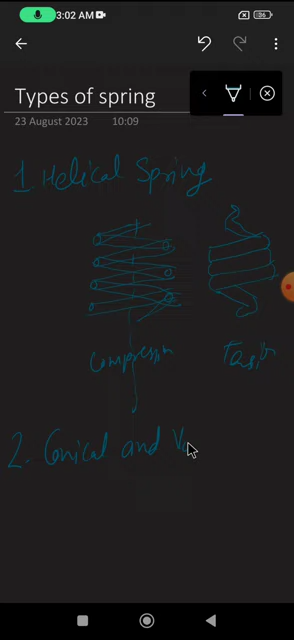 3:02 AM
Types of spring
23 August 2023 10:09
1 Helical Spring
Compression Tension
2. Conical and Vo